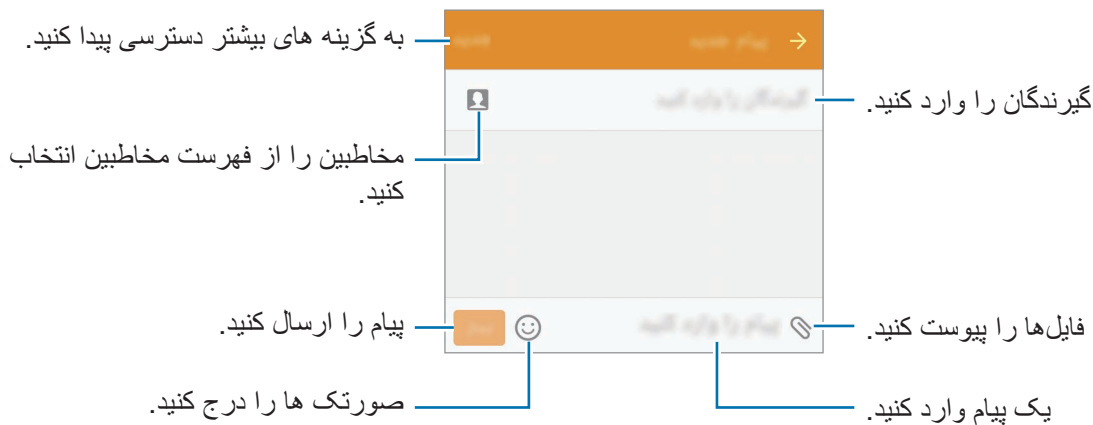 به گزینه های بیشتر دسترسی پیدا کنید.
گیرندگان را وارد کنید.
مخاطبین را از فهرست مخاطبین انتخاب
کنید.
پیام را ارسال کنید.
فایل‌ها را پیوست کنید.
صورتک ها را درج کنید.
یک پیام وارد کنید.